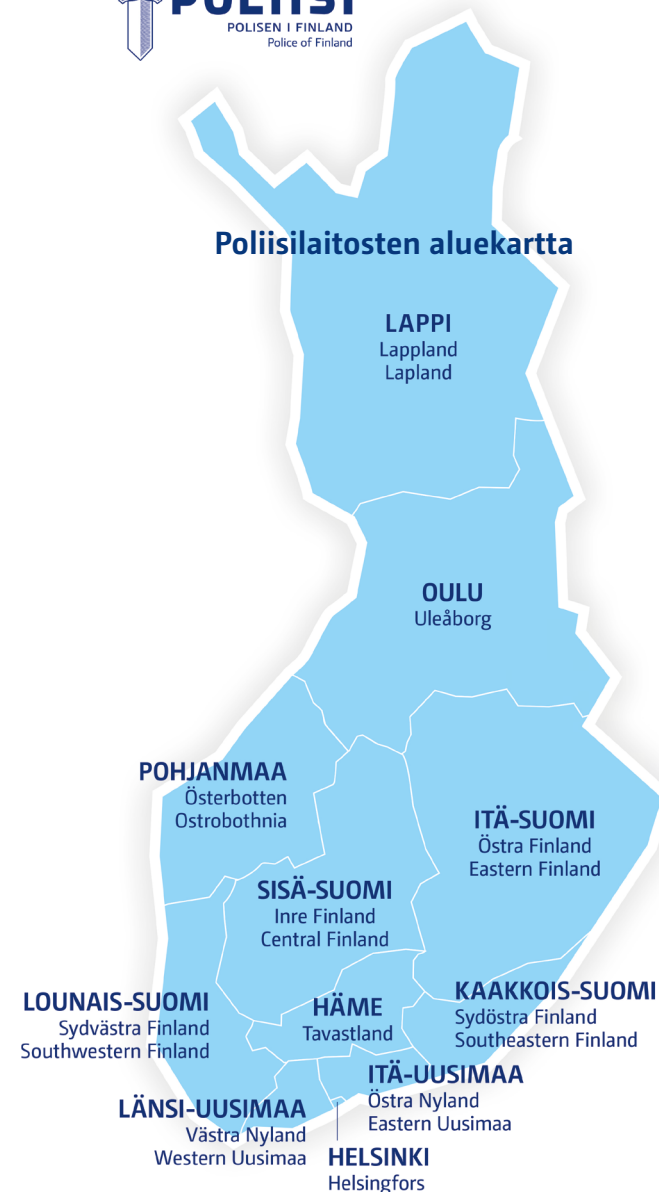 POLIISI
POLISEN I FINLAND
Police of Finland
Poliisilaitosten aluekartta
LAPPI
Lappland
Lapland
OULU
Uleåborg
POHJANMAA
Österbotten
Ostrobothnia
ITÄ-SUOMI
Östra Finland
Eastern Finland
SISÄ-SUOMI
Inre Finland
Central Finland
LOUNAIS-SUOMI
Sydvästra Finland
Southwestern Finland
HÄME
Tavastland
KAAKKOIS-SUOMI
Sydöstra Finland
Southeastern Finland
ITÄ-UUSIMAA
Östra Nyland
Eastern Uusimaa
LÄNSI-UUSIMAA
Västra Nyland
Western Uusimaa
HELSINKI
Helsingfors